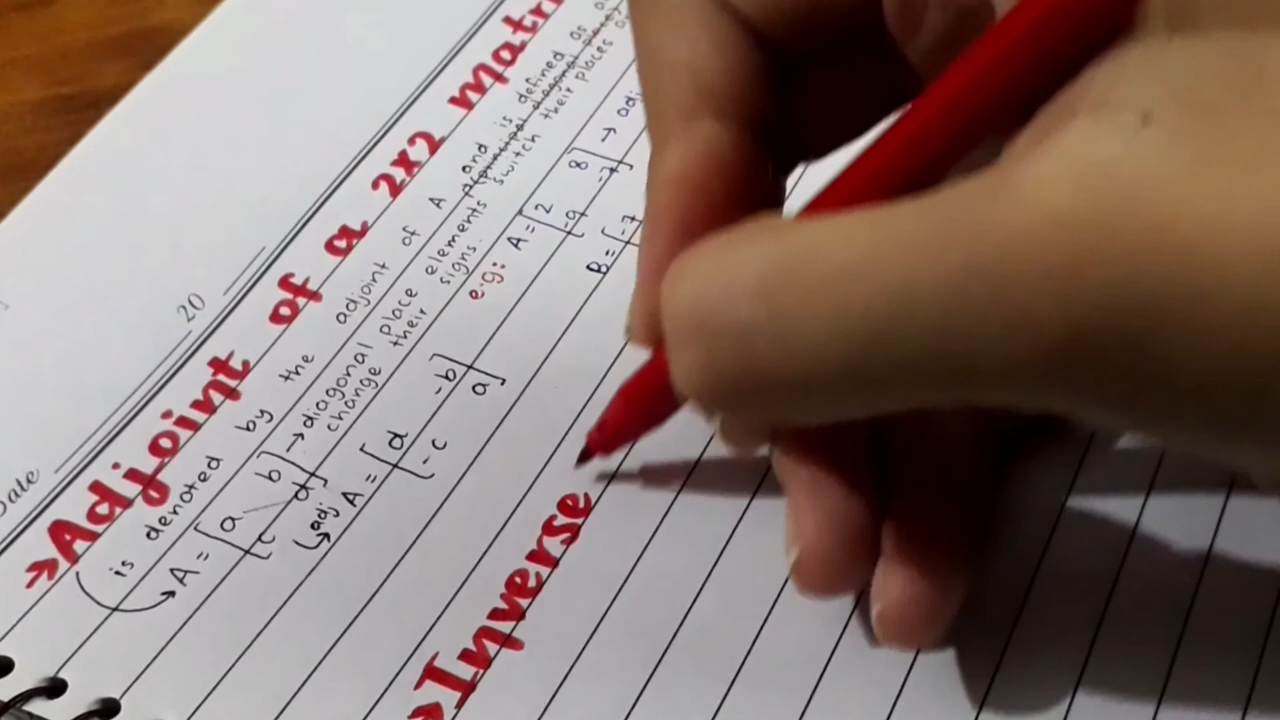 Date
20
→ Adjoint of a 2x2 matri
is denoted by the adjoint of A and is defined as
A = [a b → diagonal place elements switch their places
c d] change their signs.
↳ adj A = [d -b
-c a]
e.g: A = [2 8 → adj
-9 -7]
B = [-7
→ Inverse